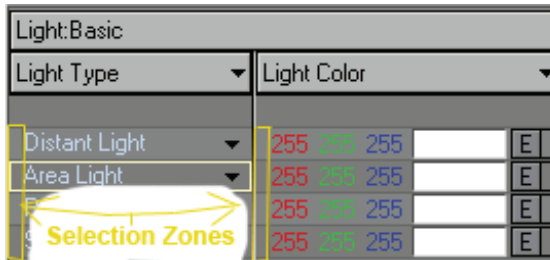 Light:Basic
Light Type Light Color
Distant Light 255 255 255 E
Area Light 255 255 255 E
255 255 255 E
Selection Zones 255 255 255 E